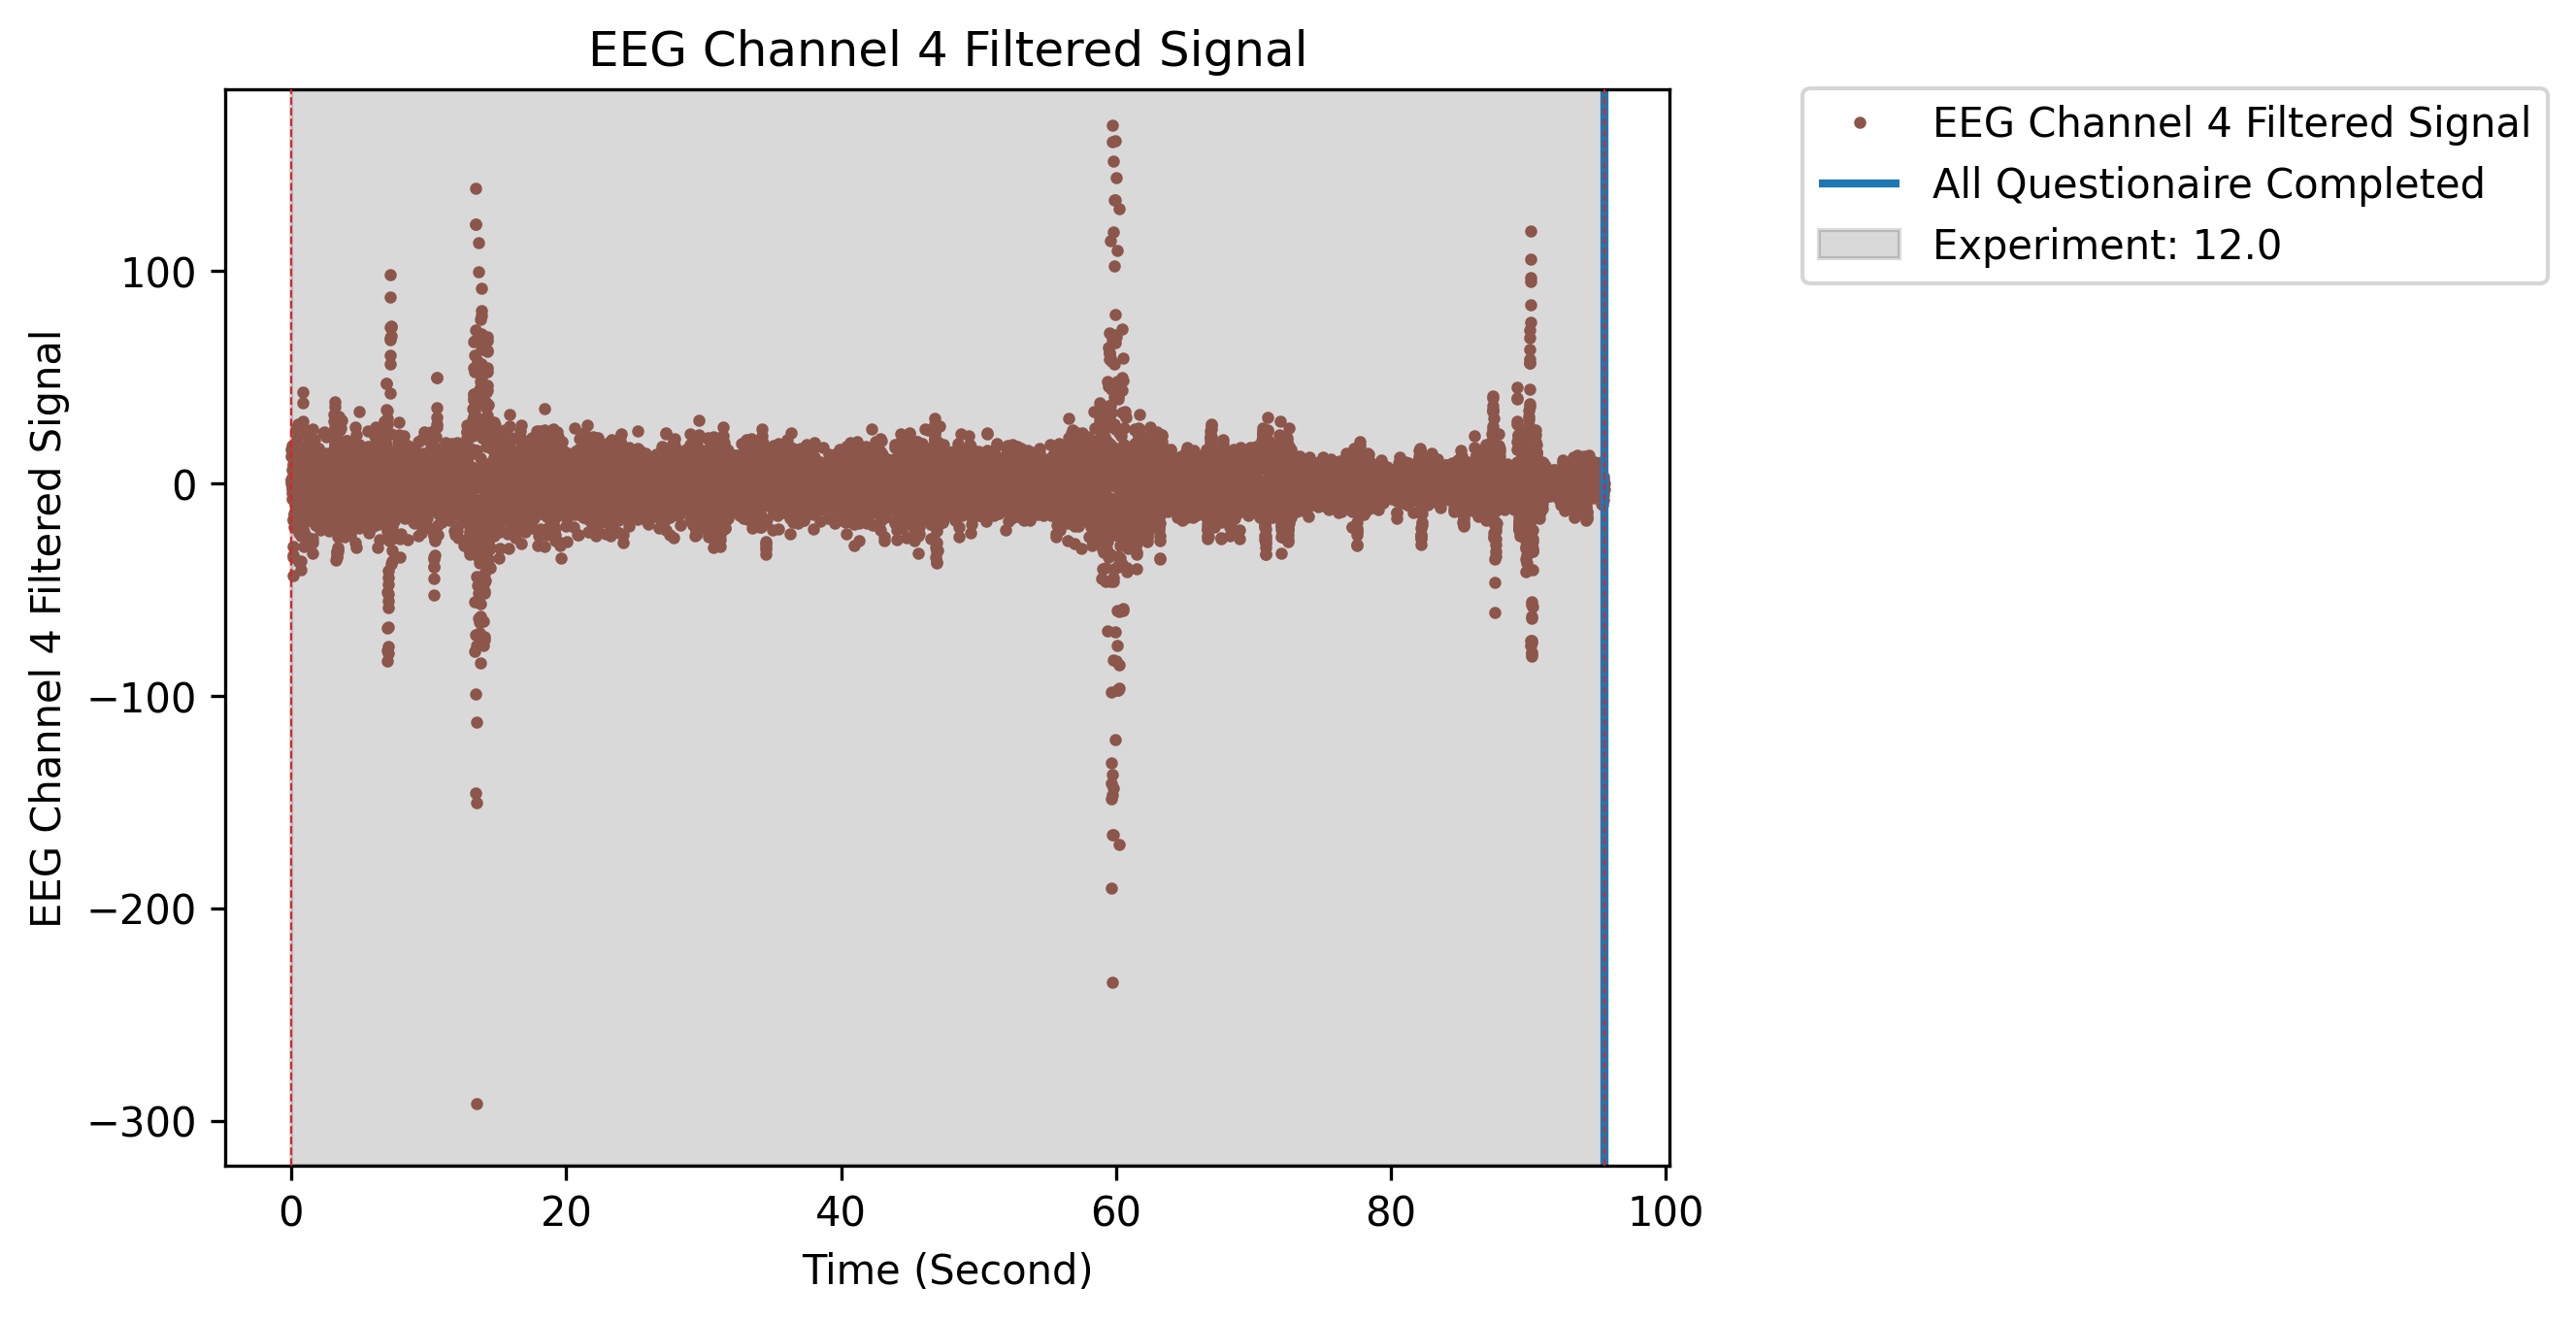 EEG Channel 4 Filtered Signal
EEG Channel 4 Filtered Signal
All Questionaire Completed
Experiment: 12.0
EEG Channel 4 Filtered Signal
100
0
−100
−200
−300
0 20 40 60 80 100
Time (Second)